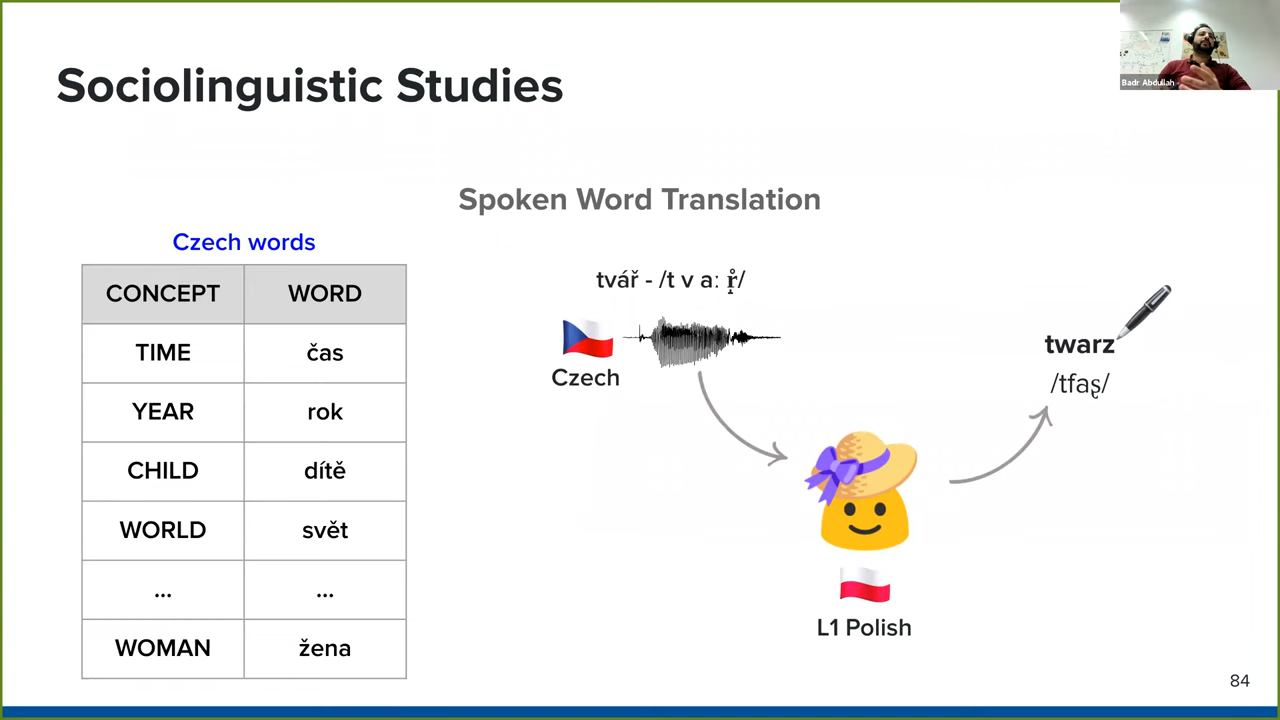 Badr Abdullah
Sociolinguistic Studies
Spoken Word Translation
Czech words
CONCEPT WORD
TIME čas
YEAR rok
CHILD dítě
WORLD svět
... ...
WOMAN žena
tvář - /t v aː r̝̊/
Czech
twarz
/tfaʂ/
L1 Polish
84